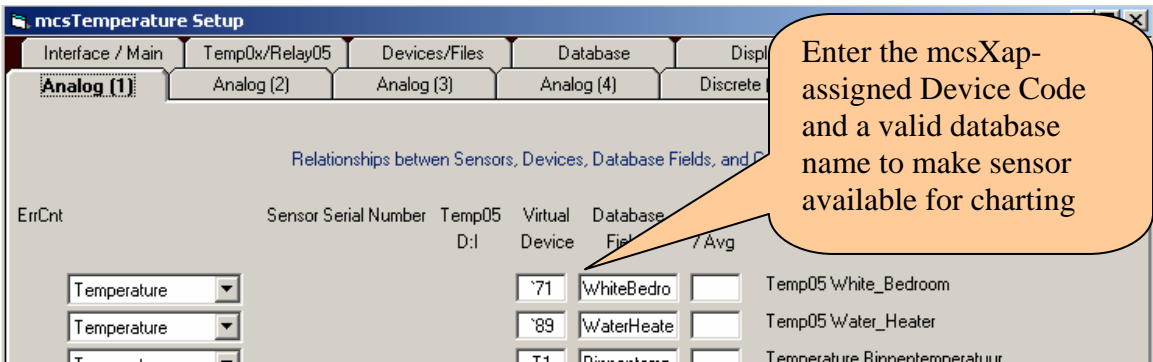 mcsTemperature Setup
Interface / Main Temp0x/Relay05 Devices/Files Database
Analog (1) Analog (2) Analog (3) Analog (4) Discrete
Enter the mcsXap-
assigned Device Code
and a valid database
name to make sensor
available for charting
Relationships betwen Sensors, Devices, Database Fields, and
ErrCnt Sensor Serial Number Temp05 Virtual Database
D:I Device / Avg
Temperature `71 WhiteBedro Temp05 White_Bedroom
Temperature `89 WaterHeate Temp05 Water_Heater
Temperature Binnentemperatuur